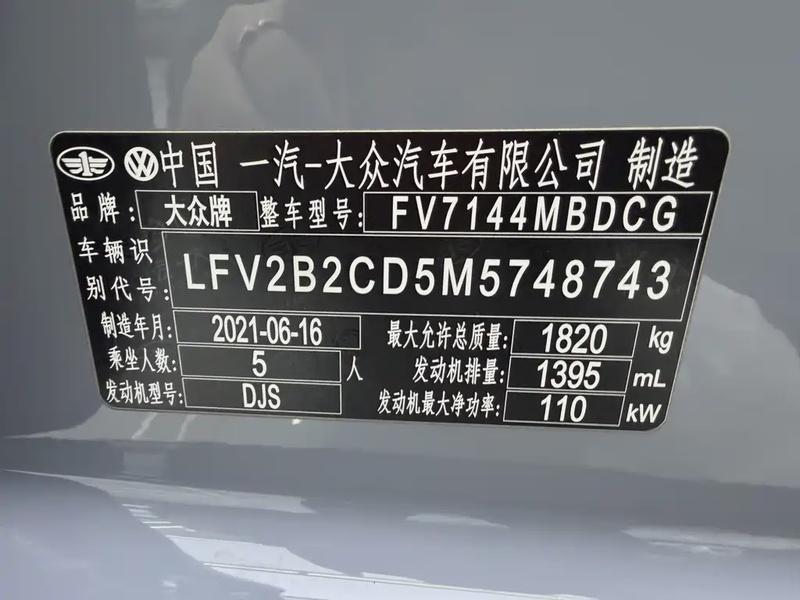 中国 一汽-大众汽车有限公司 制造
品牌: 大众牌 整车型号: FV7144MBDCG
车辆识别代号: LFV2B2CD5M5748743
制造年月: 2021-06-16 最大允许总质量: 1820 kg
乘坐人数: 5 人 发动机排量: 1395 mL
发动机型号: DJS 发动机最大净功率: 110 kW